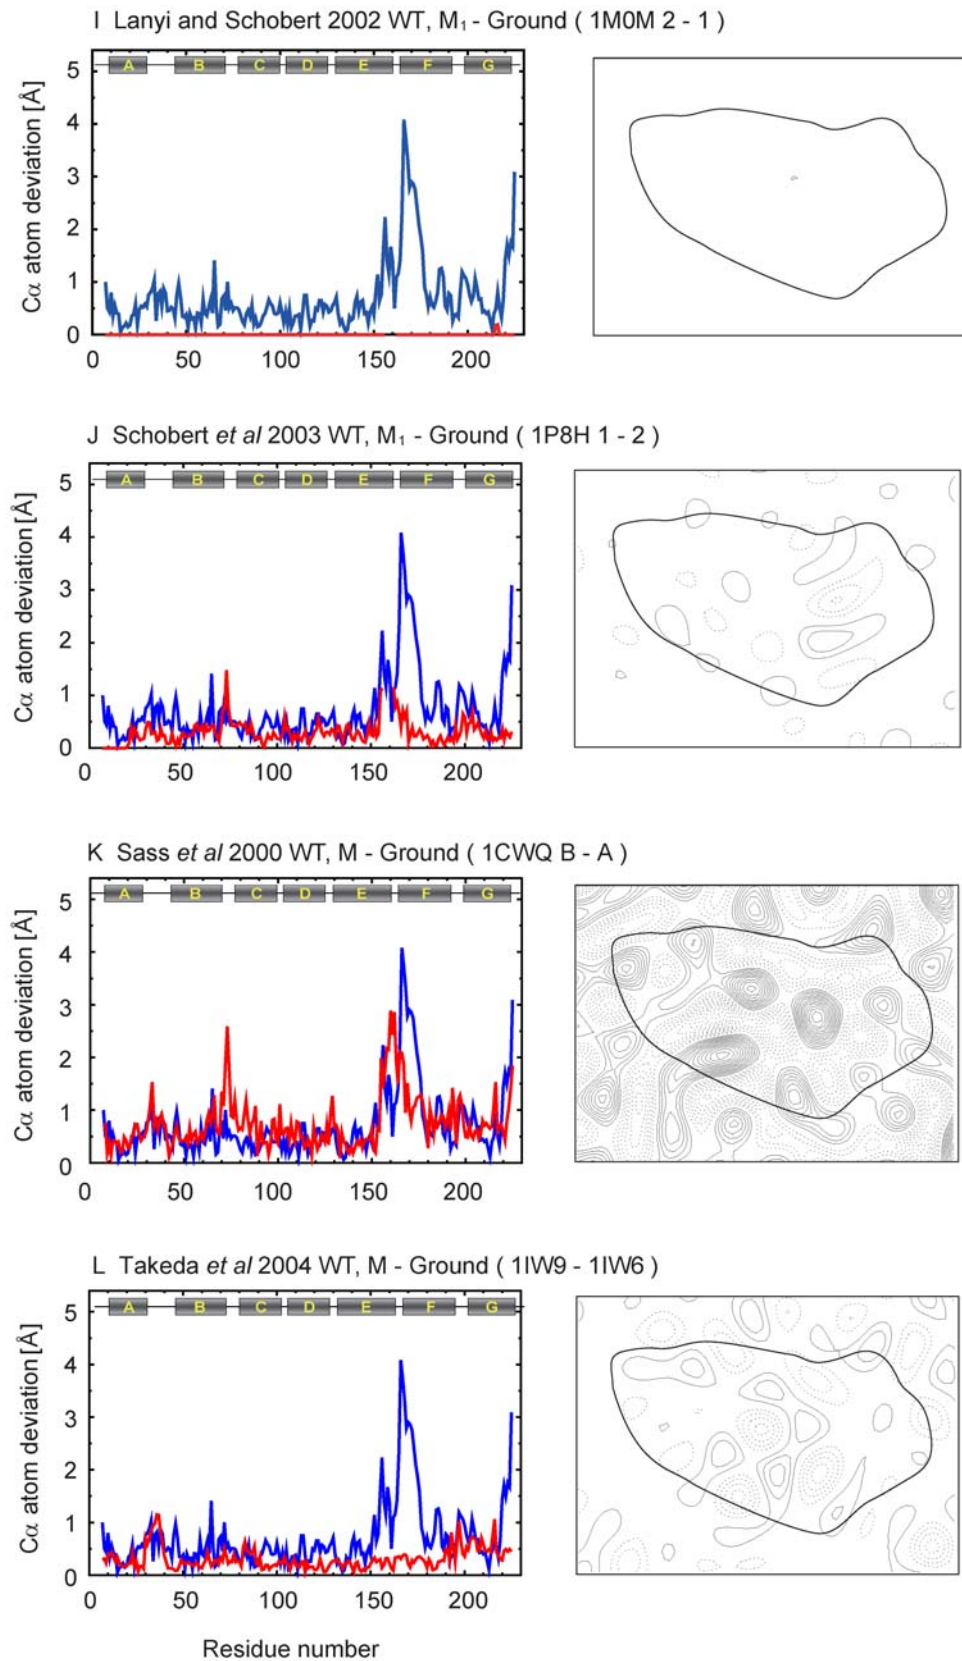 I Lanyi and Schobert 2002 WT, M₁ - Ground ( 1M0M 2 - 1 )
Cα atom deviation [Å]
A B C D E F G
5
4
3
2
1
0
0 50 100 150 200
J Schobert et al 2003 WT, M₁ - Ground ( 1P8H 1 - 2 )
Cα atom deviation [Å]
A B C D E F G
5
4
3
2
1
0
0 50 100 150 200
K Sass et al 2000 WT, M - Ground ( 1CWQ B - A )
Cα atom deviation [Å]
A B C D E F G
5
4
3
2
1
0
0 50 100 150 200
L Takeda et al 2004 WT, M - Ground ( 1IW9 - 1IW6 )
Cα atom deviation [Å]
A B C D E F G
5
4
3
2
1
0
0 50 100 150 200
Residue number